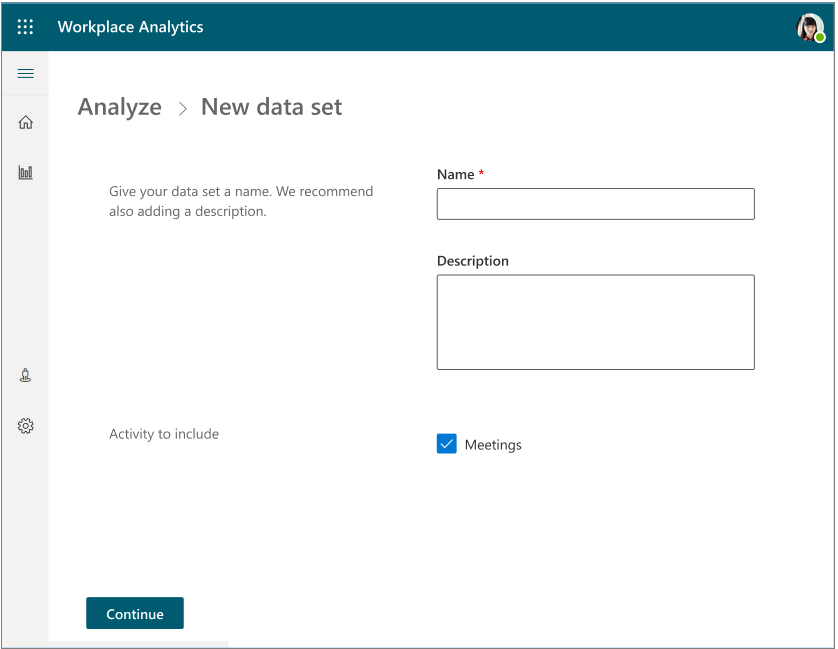 Workplace Analytics
Analyze > New data set
Give your data set a name. We recommend
also adding a description.
Name *
Description
Activity to include
Meetings
Continue